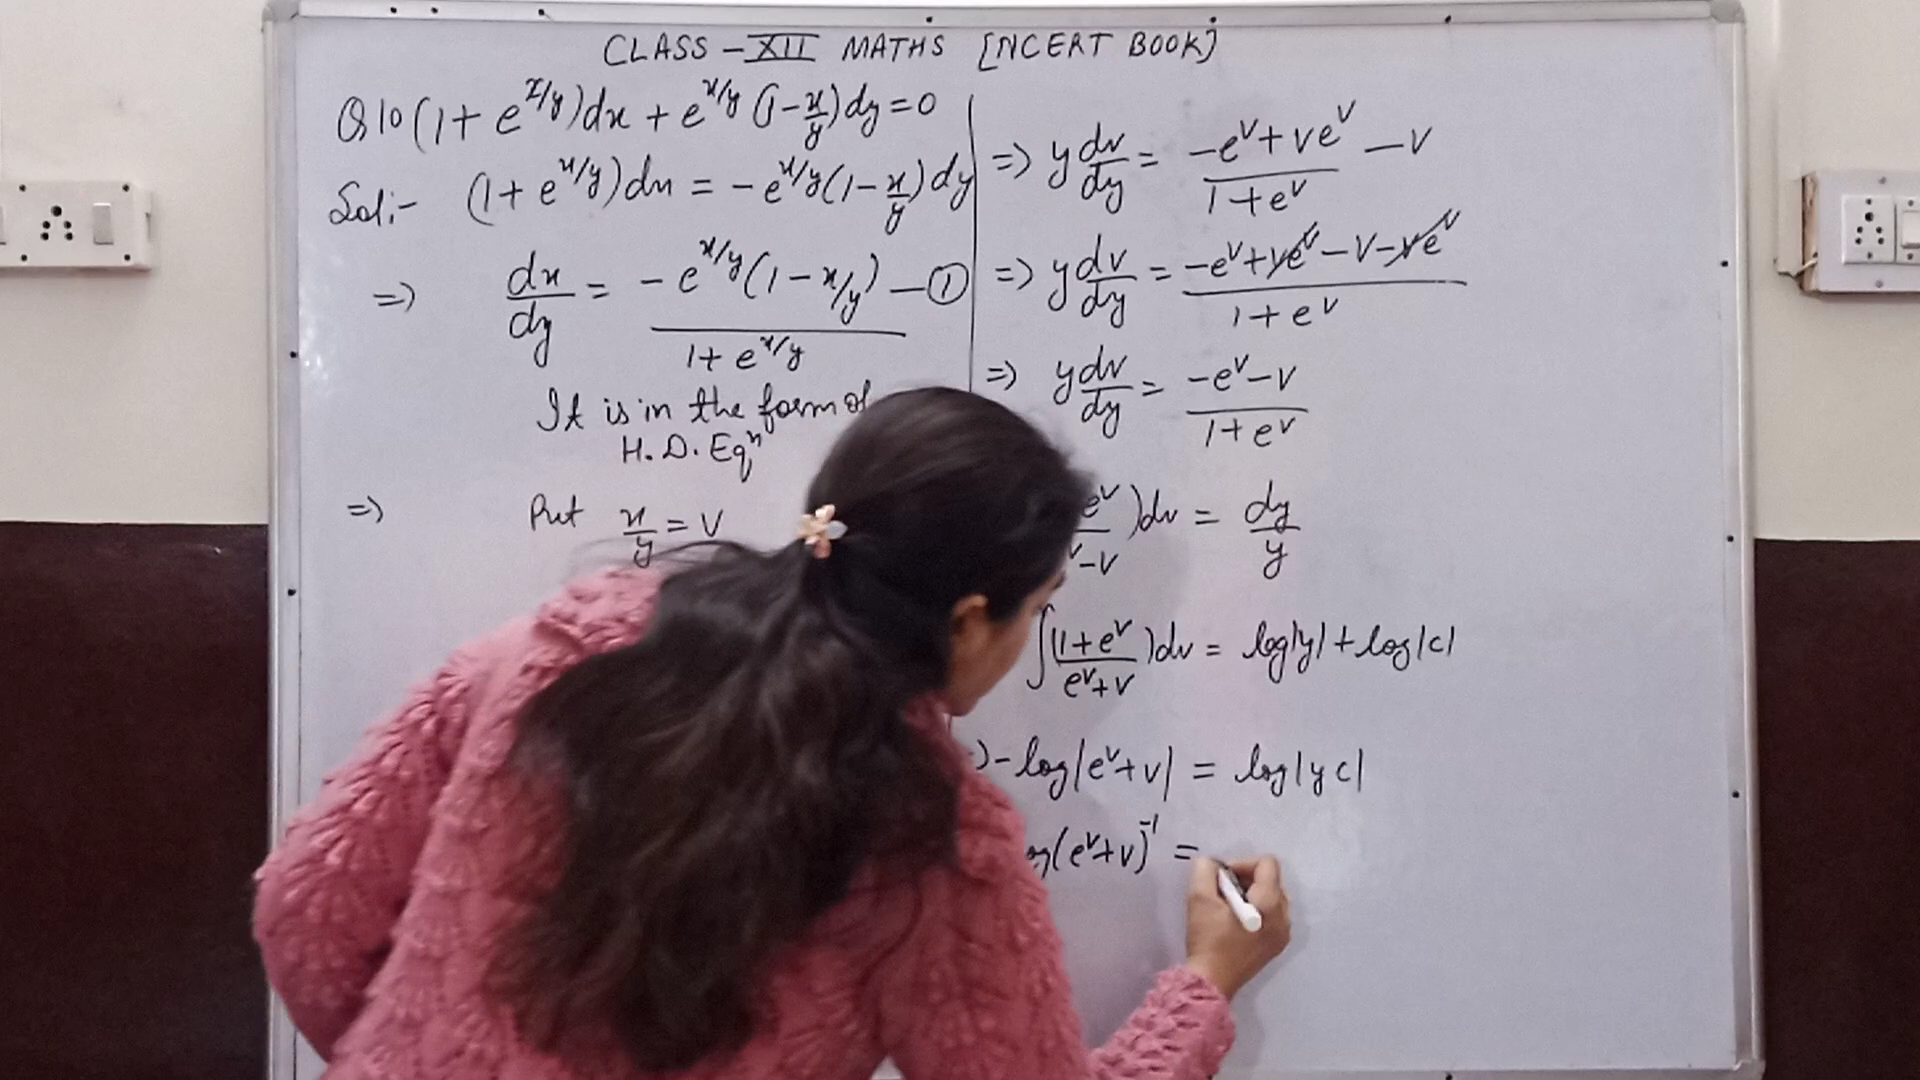 CLASS - XII MATHS [NCERT BOOK]
Q10 (1 + e^{x/y})dx + e^{x/y} (1 - x/y)dy = 0
Sol:- (1 + e^{x/y})dx = - e^{x/y}(1 - x/y)dy
=> dx/dy = - e^{x/y}(1 - x/y) / 1 + e^{x/y} - ①
It is in the form of
H. D. Eqⁿ
=> Put x/y = v
=> y dv/dy = -e^v + ve^v / 1 + e^v - v
=> y dv/dy = -e^v + ve^v - v - ve^v / 1 + e^v
=> y dv/dy = -e^v - v / 1 + e^v
e^v / -v )dv = dy/y
∫(1 + e^v / e^v + v)dv = log|y| + log|c|
- log|e^v + v| = log|yc|
(e^v + v)^{-1} =